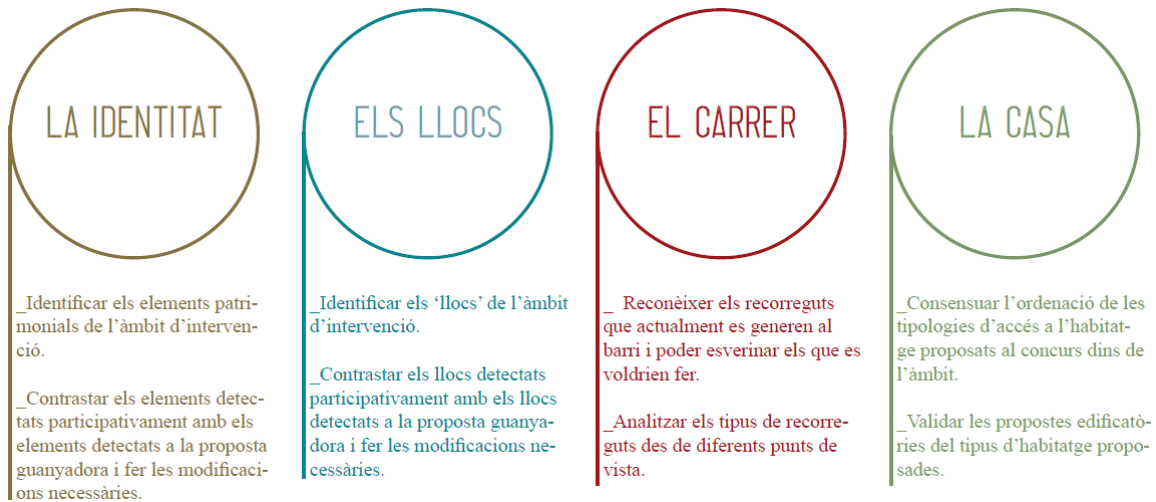 LA IDENTITAT
_Identificar els elements patri-
monials de l'àmbit d'interven-
ció.
_Contrastar els elements detec-
tats participativament amb els
elements detectats a la proposta
guanyadora i fer les modificaci-
ons necessàries.
ELS LLOCS
_Identificar els ‘llocs’ de l'àmbit
d'intervenció.
_Contrastar els llocs detectats
participativament amb els llocs
detectats a la proposta guanya-
dora i fer les modificacions ne-
cessàries.
EL CARRER
_ Reconèixer els recorreguts
que actualment es generen al
barri i poder esverinar els que es
voldrien fer.
_Analitzar els tipus de recorre-
guts des de diferents punts de
vista.
LA CASA
_Consensuar l'ordenació de les
tipologies d'accés a l'habitat-
ge proposats al concurs dins de
l'àmbit.
_Validar les propostes edificatò-
ries del tipus d'habitatge propo-
sades.